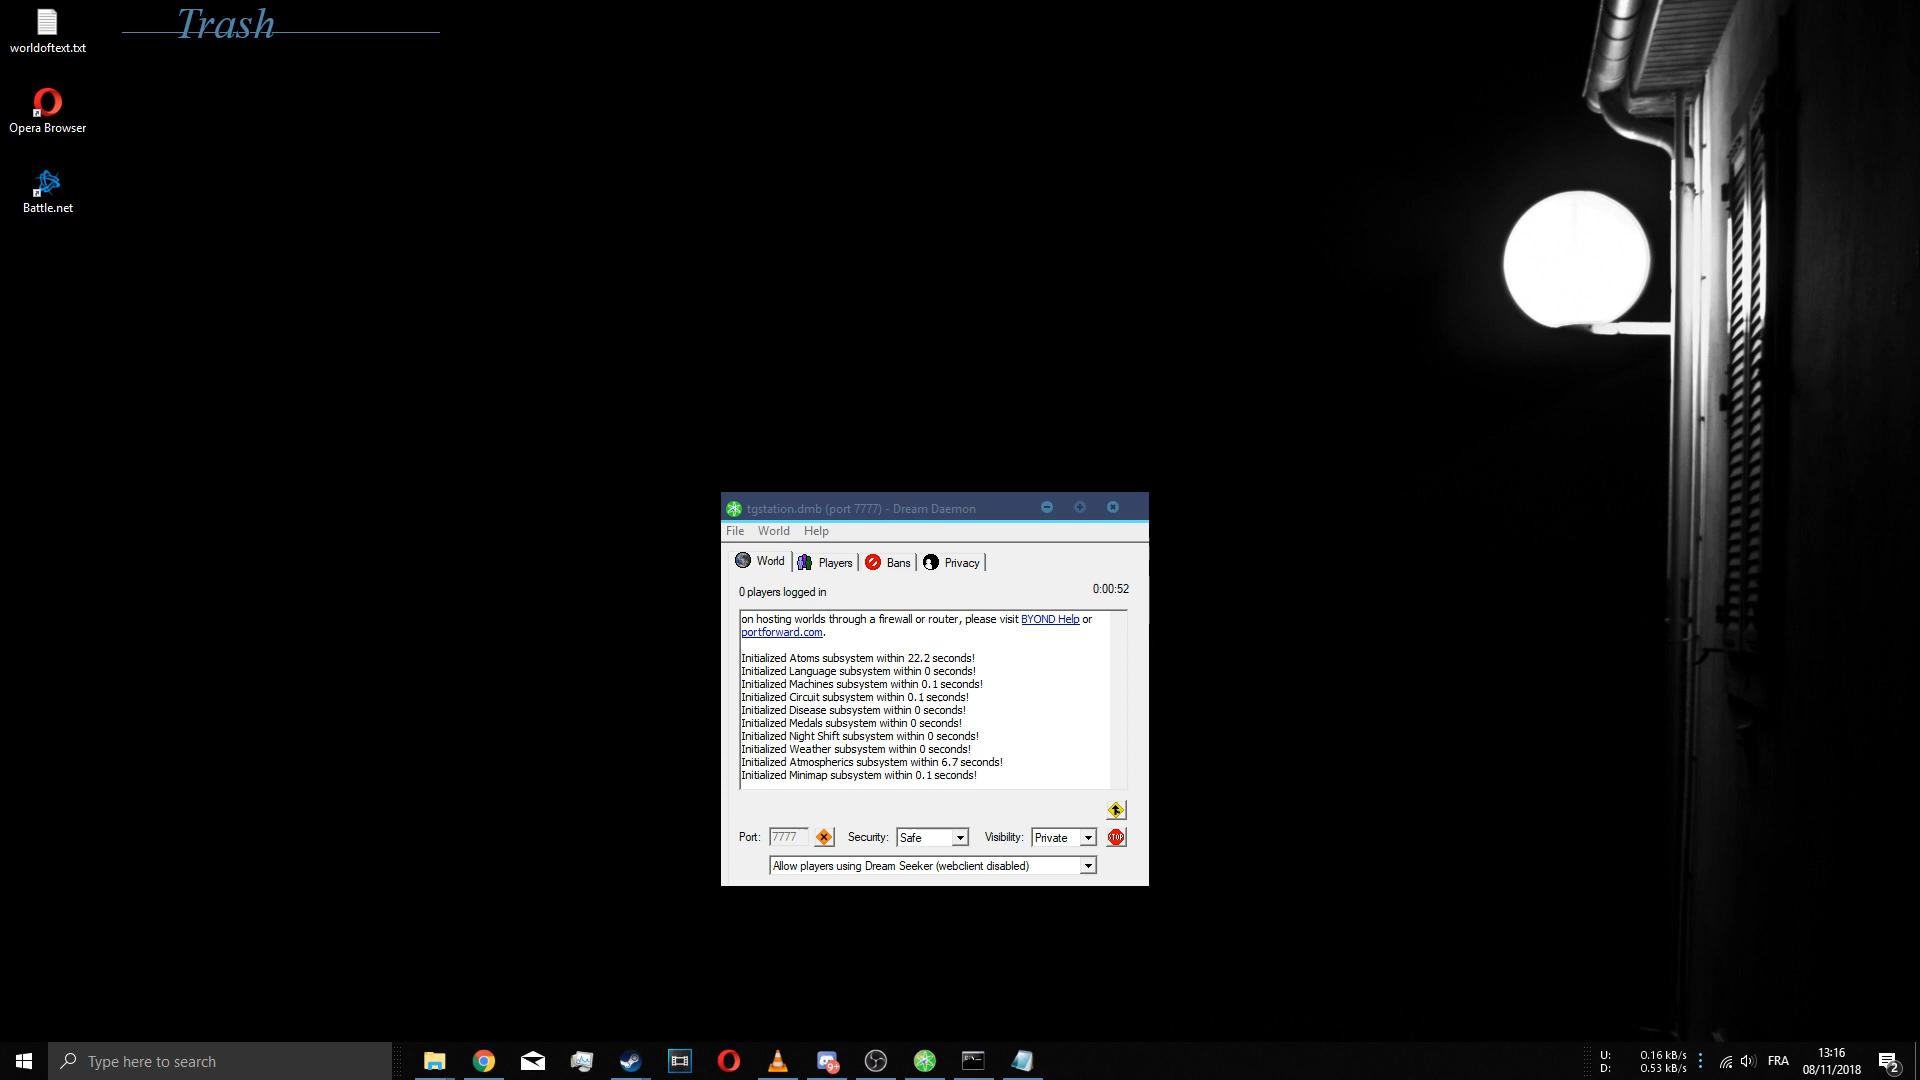 Trash
worldoftext.txt
Opera Browser
Battle.net
tgstation.dmb (port 7777) - Dream Daemon
File World Help
World Players Bans Privacy
0 players logged in 0:00:52
on hosting worlds through a firewall or router, please visit BYOND Help or
portforward.com.
Initialized Atoms subsystem within 22.2 seconds!
Initialized Language subsystem within 0 seconds!
Initialized Machines subsystem within 0.1 seconds!
Initialized Circuit subsystem within 0.1 seconds!
Initialized Disease subsystem within 0 seconds!
Initialized Medals subsystem within 0 seconds!
Initialized Night Shift subsystem within 0 seconds!
Initialized Weather subsystem within 0 seconds!
Initialized Atmospherics subsystem within 6.7 seconds!
Initialized Minimap subsystem within 0.1 seconds!
Port: 7777 Security: Safe Visibility: Private STOP
Allow players using Dream Seeker (webclient disabled)
Type here to search
9+
U: 0.16 kB/s
D: 0.53 kB/s
FRA
13:16
08/11/2018
2